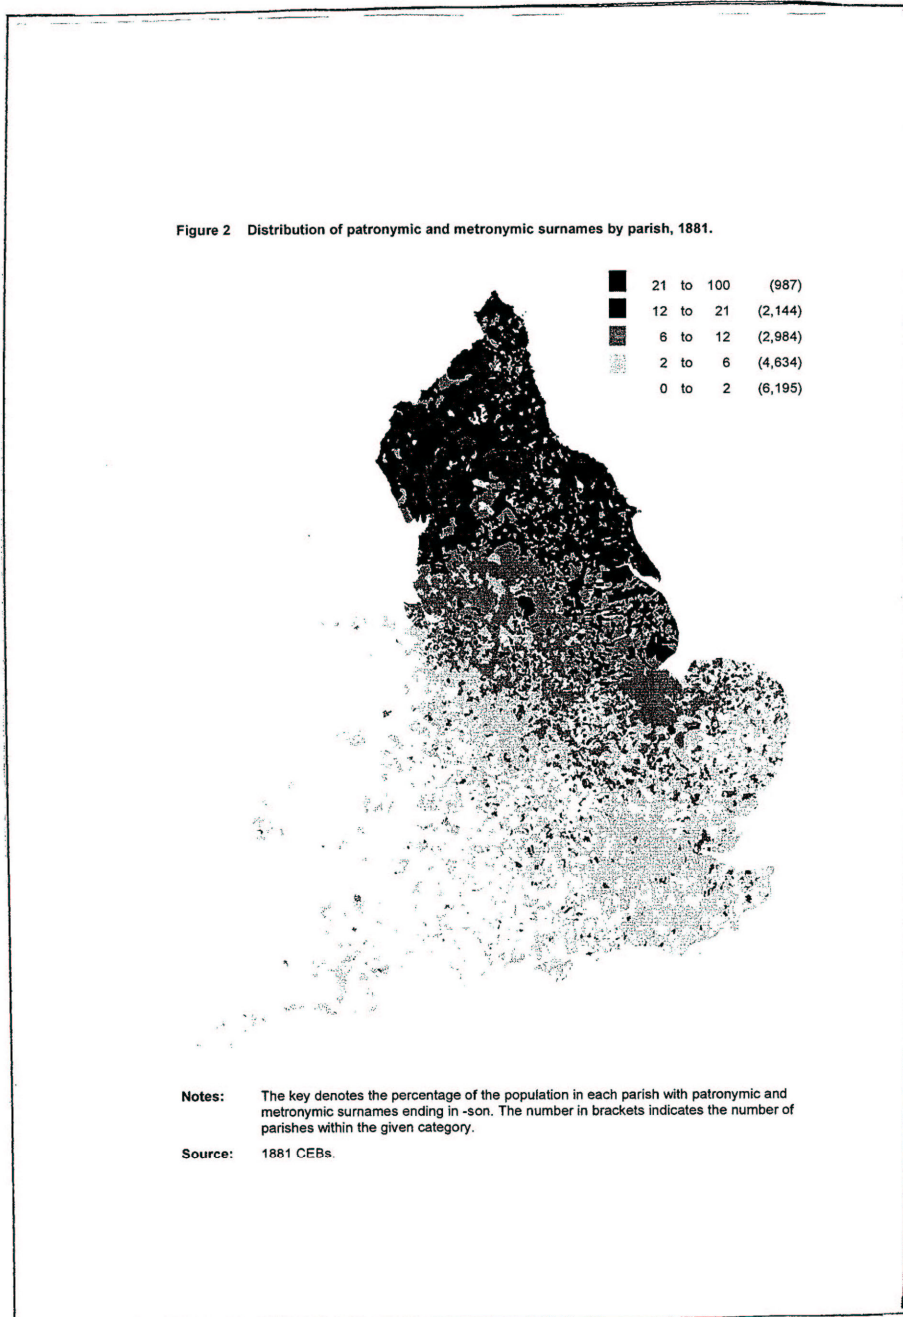 Figure 2 Distribution of patronymic and metronymic surnames by parish, 1881.
21 to 100 (987)
12 to 21 (2,144)
6 to 12 (2,984)
2 to 6 (4,634)
0 to 2 (6,195)
Notes: The key denotes the percentage of the population in each parish with patronymic and
metronymic surnames ending in -son. The number in brackets indicates the number of
parishes within the given category.
Source: 1881 CEBs.